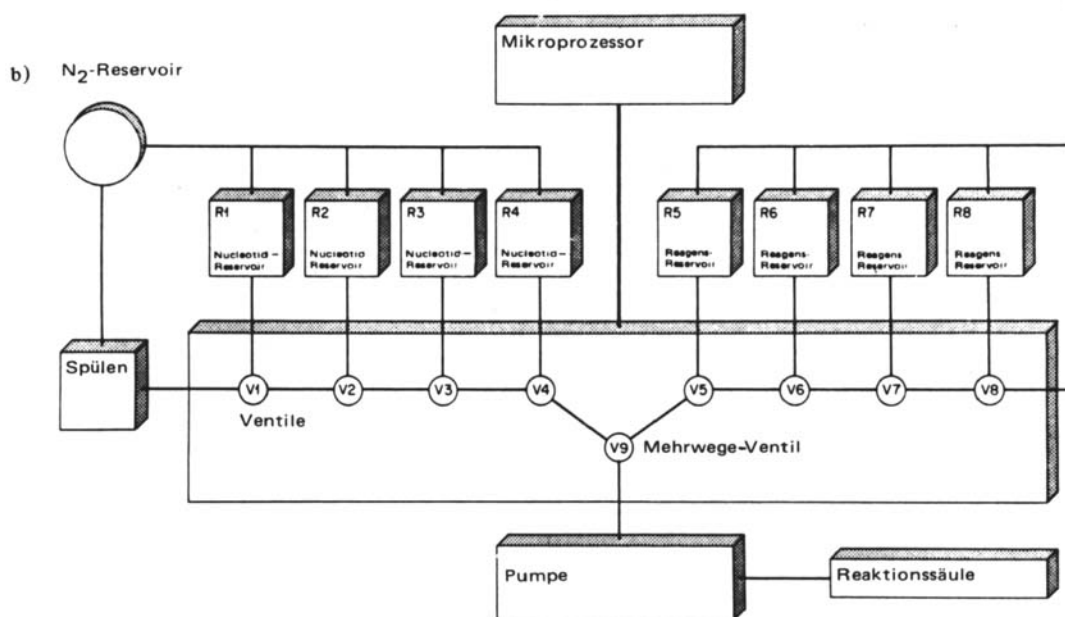 Mikroprozessor
b) N₂-Reservoir
R1
Nucleotid-
Reservoir
R2
Nucleotid
Reservoir
R3
Nucleotid-
Reservoir
R4
Nucleotid-
Reservoir
R5
Reagens-
Reservoir
R6
Reagens-
Reservoir
R7
Reagens
Reservoir
R8
Reagens
Reservoir
Spülen
V1 V2 V3 V4 V5 V6 V7 V8
Ventile
V9 Mehrwege-Ventil
Pumpe
Reaktionssäule